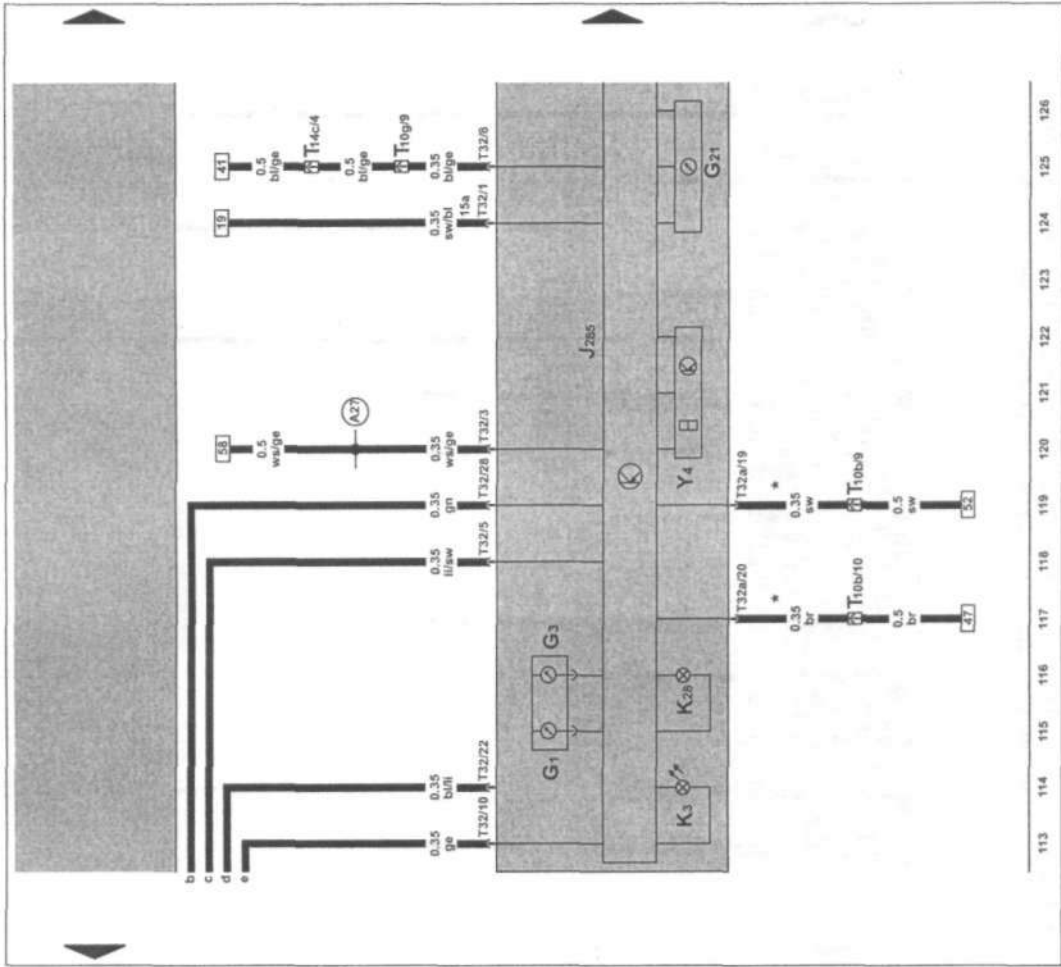 41
0.5
bl/ge
T14c/4
0.5
bl/ge
T10g/9
0.35
bl/ge
T32/8
19
0.35
sw/bl
15a
T32/1
58
0.5
ws/ge
A27
0.35
ws/ge
T32/3
b
0.35
gn
T32/28
c
0.35
li/sw
T32/5
d
0.35
bl/li
T32/22
e
0.35
ge
T32/10
J285
K
G1
G3
K3
K28
Y4
K
G21
T32a/20
*
0.35
br
T10b/10
0.5
br
47
T32a/19
*
0.35
sw
T10b/9
0.5
sw
52
113 114 115 116 117 118 119 120 121 122 123 124 125 126